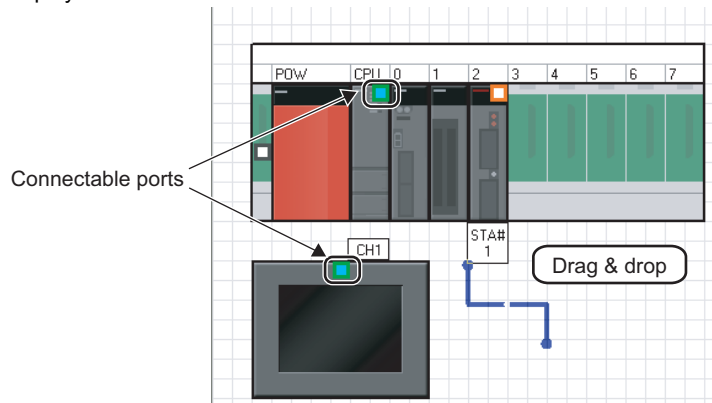 POW CPU 0 1 2 3 4 5 6 7
Connectable ports
CH1
STA#
1
Drag & drop